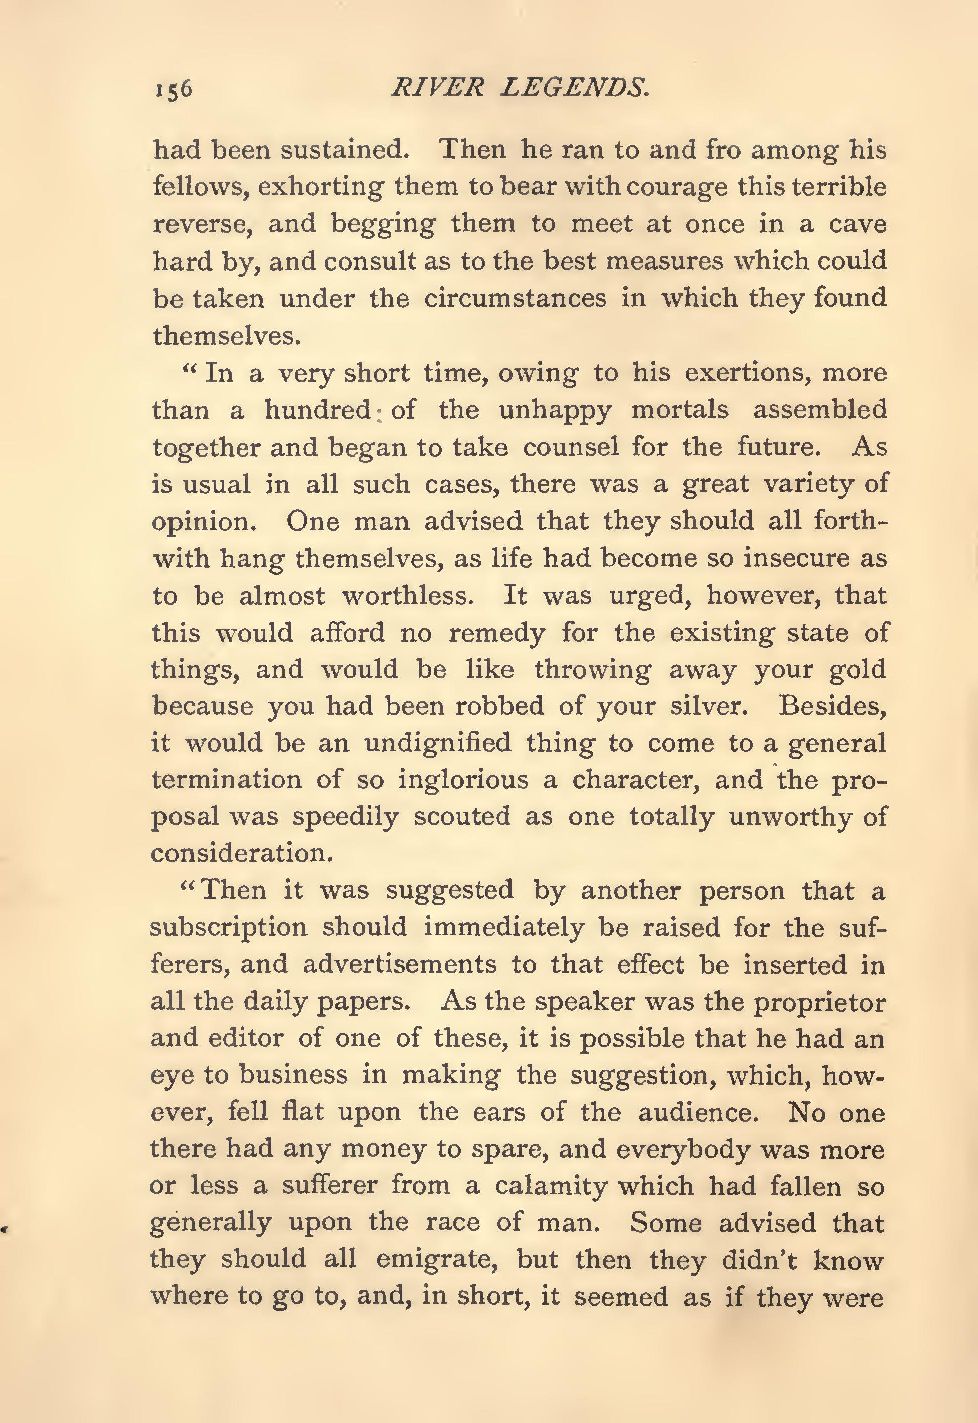 156 RIVER LEGENDS.
had been sustained. Then he ran to and fro among his
fellows, exhorting them to bear with courage this terrible
reverse, and begging them to meet at once in a cave
hard by, and consult as to the best measures which could
be taken under the circumstances in which they found
themselves.
“ In a very short time, owing to his exertions, more
than a hundred of the unhappy mortals assembled
together and began to take counsel for the future. As
is usual in all such cases, there was a great variety of
opinion. One man advised that they should all forth-
with hang themselves, as life had become so insecure as
to be almost worthless. It was urged, however, that
this would afford no remedy for the existing state of
things, and would be like throwing away your gold
because you had been robbed of your silver. Besides,
it would be an undignified thing to come to a general
termination of so inglorious a character, and the pro-
posal was speedily scouted as one totally unworthy of
consideration.
“Then it was suggested by another person that a
subscription should immediately be raised for the suf-
ferers, and advertisements to that effect be inserted in
all the daily papers. As the speaker was the proprietor
and editor of one of these, it is possible that he had an
eye to business in making the suggestion, which, how-
ever, fell flat upon the ears of the audience. No one
there had any money to spare, and everybody was more
or less a sufferer from a calamity which had fallen so
generally upon the race of man. Some advised that
they should all emigrate, but then they didn’t know
where to go to, and, in short, it seemed as if they were